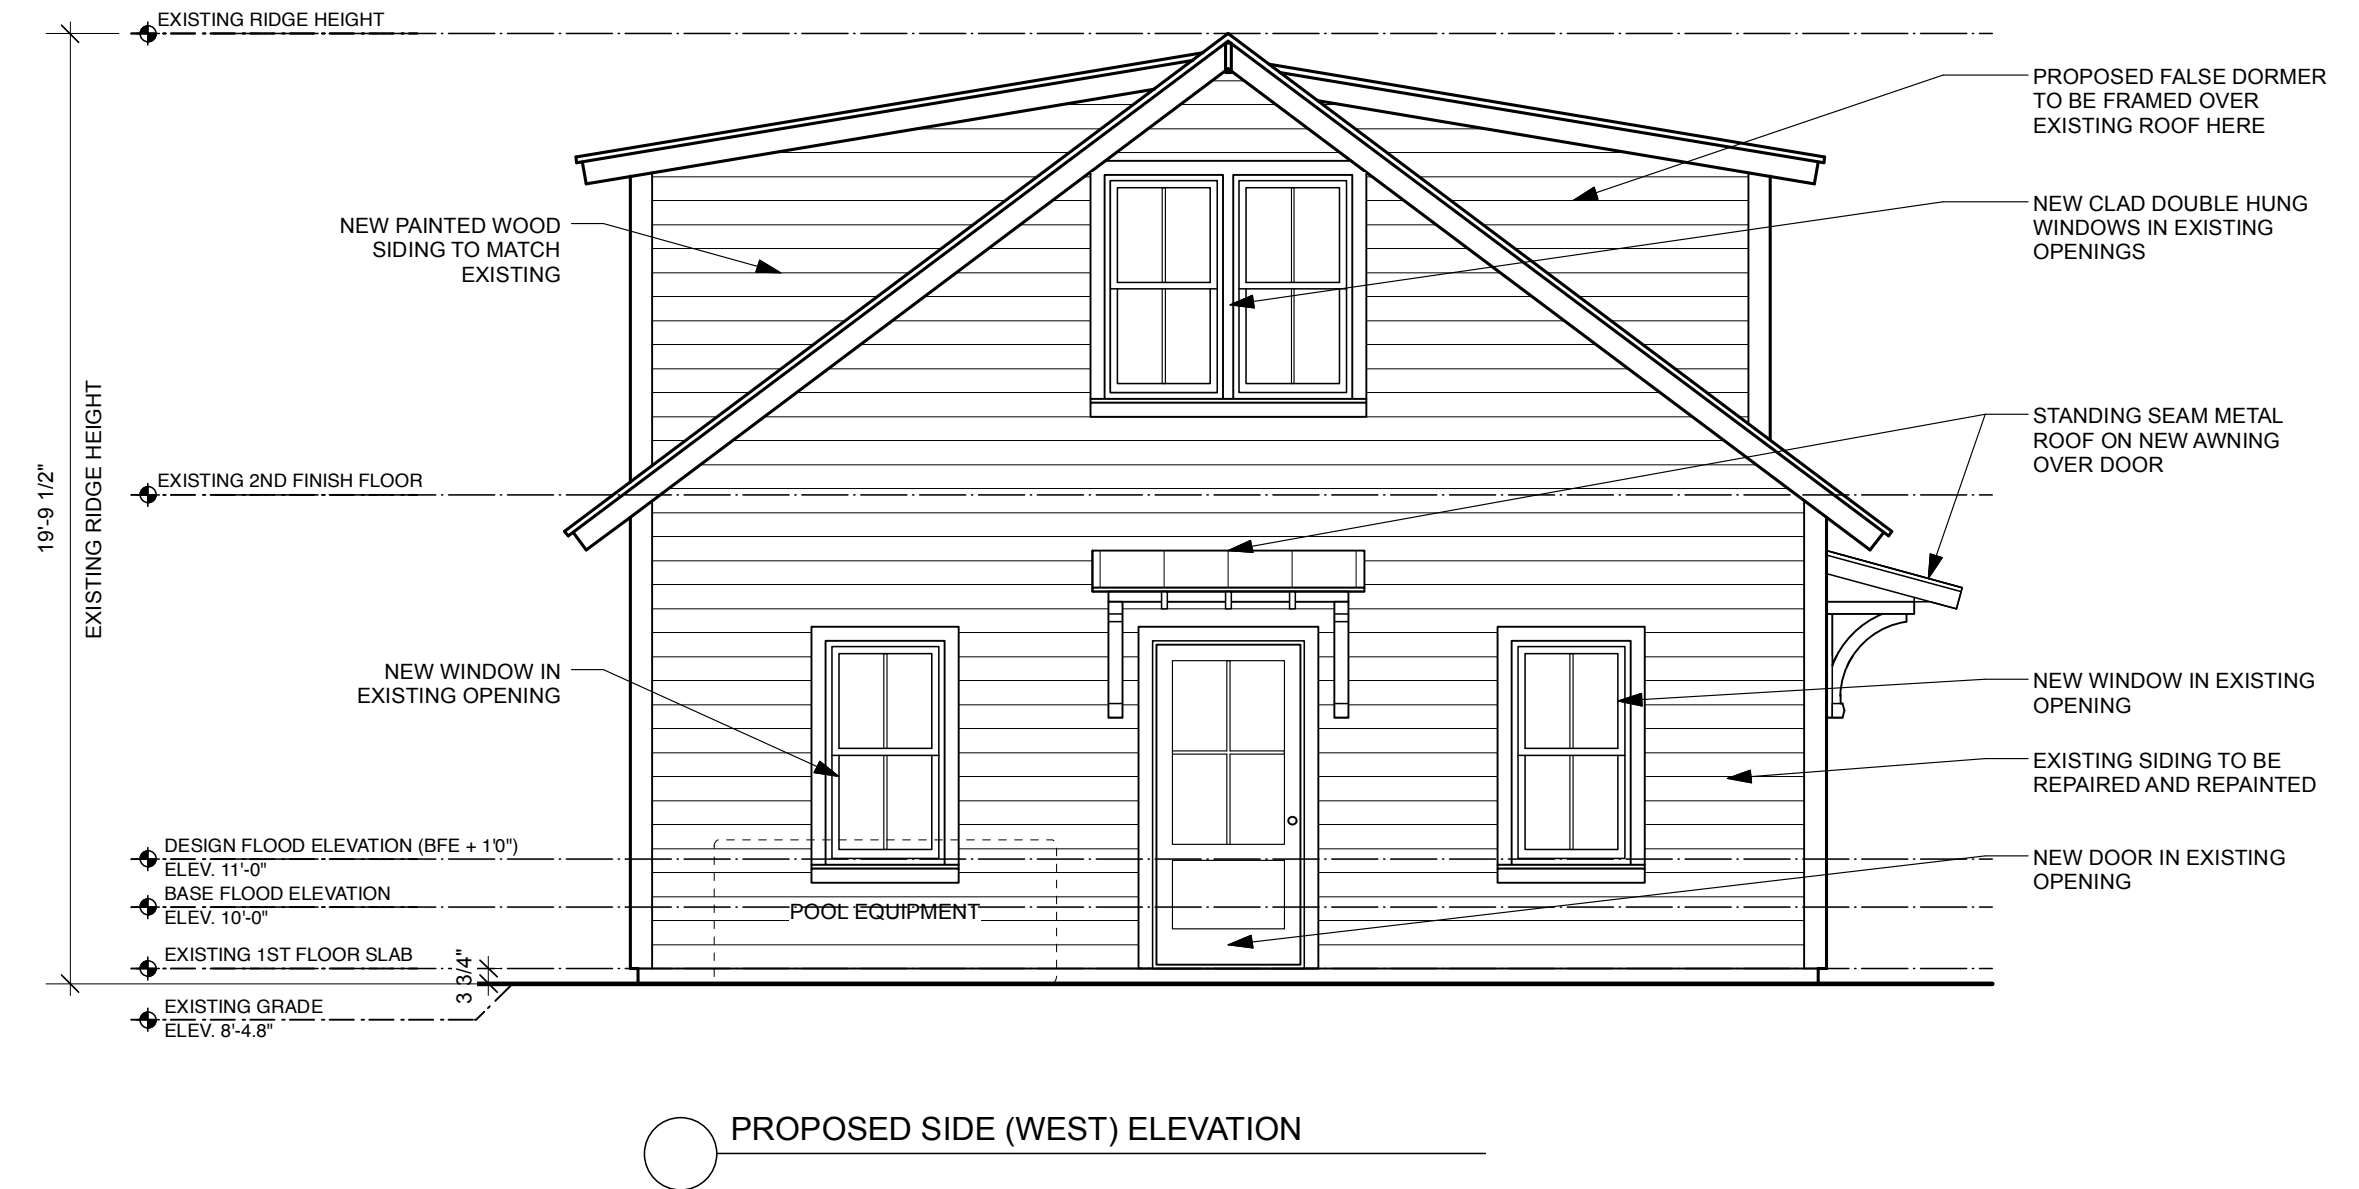 EXISTING RIDGE HEIGHT
PROPOSED FALSE DORMER
TO BE FRAMED OVER
EXISTING ROOF HERE
NEW PAINTED WOOD
SIDING TO MATCH
EXISTING
NEW CLAD DOUBLE HUNG
WINDOWS IN EXISTING
OPENINGS
19'-9 1/2"
EXISTING RIDGE HEIGHT
STANDING SEAM METAL
ROOF ON NEW AWNING
OVER DOOR
EXISTING 2ND FINISH FLOOR
NEW WINDOW IN
EXISTING OPENING
NEW WINDOW IN EXISTING
OPENING
EXISTING SIDING TO BE
REPAIRED AND REPAINTED
DESIGN FLOOD ELEVATION (BFE + 1'0")
ELEV. 11'-0"
NEW DOOR IN EXISTING
OPENING
BASE FLOOD ELEVATION
ELEV. 10'-0"
POOL EQUIPMENT
EXISTING 1ST FLOOR SLAB
3 3/4"
EXISTING GRADE
ELEV. 8'-4.8"
PROPOSED SIDE (WEST) ELEVATION